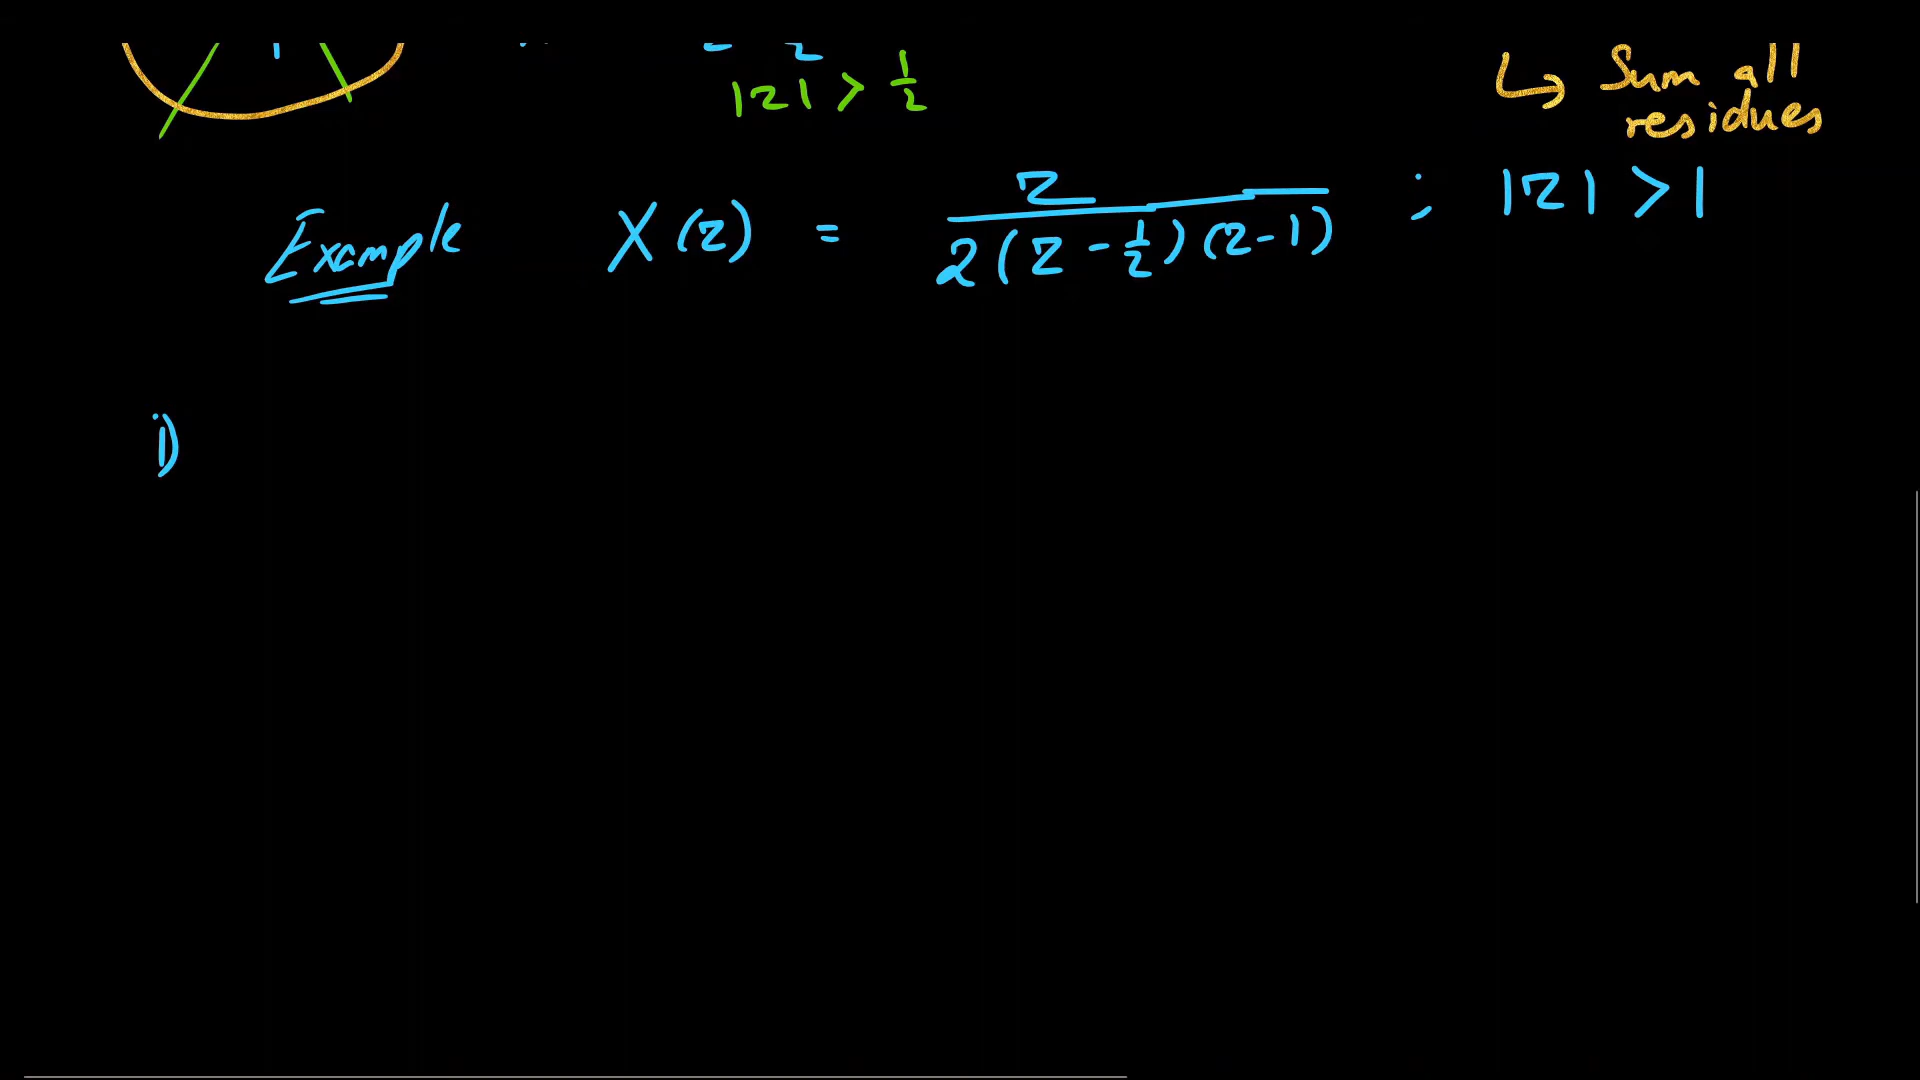 |z| > 1/2
↳ Sum all
residues
Example X(z) = z / 2(z - 1/2)(z - 1) ; |z| > 1
i)